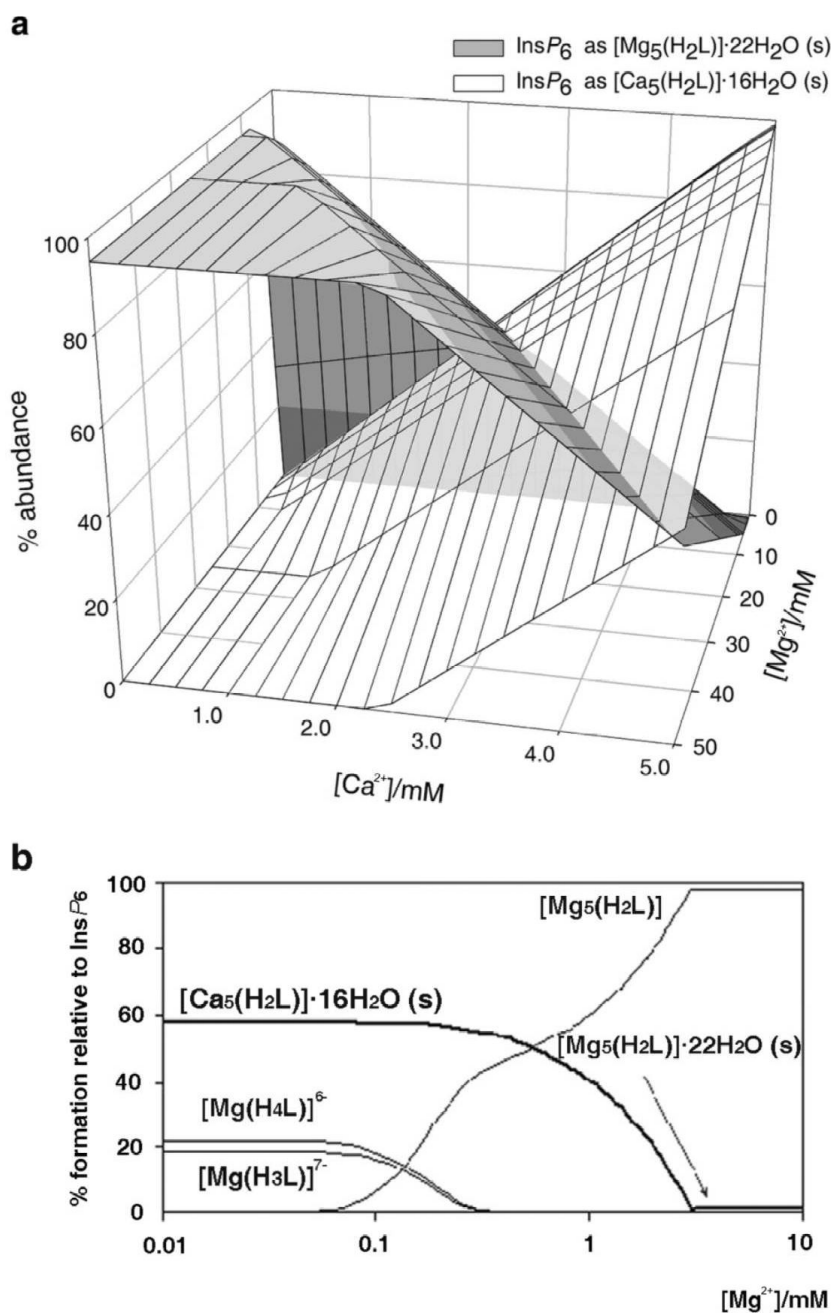 a
InsP₆ as [Mg₅(H₂L)]·22H₂O (s)
InsP₆ as [Ca₅(H₂L)]·16H₂O (s)
100
80
60
40
20
0
% abundance
1.0
2.0
3.0
4.0
5.0
[Ca²⁺]/mM
0
10
20
30
40
50
[Mg²⁺]/mM
b
100
80
60
40
20
0
% formation relative to InsP₆
[Mg₅(H₂L)]
[Ca₅(H₂L)]·16H₂O (s)
[Mg₅(H₂L)]·22H₂O (s)
[Mg(H₄L)]⁶⁻
[Mg(H₃L)]⁷⁻
0.01
0.1
1
10
[Mg²⁺]/mM